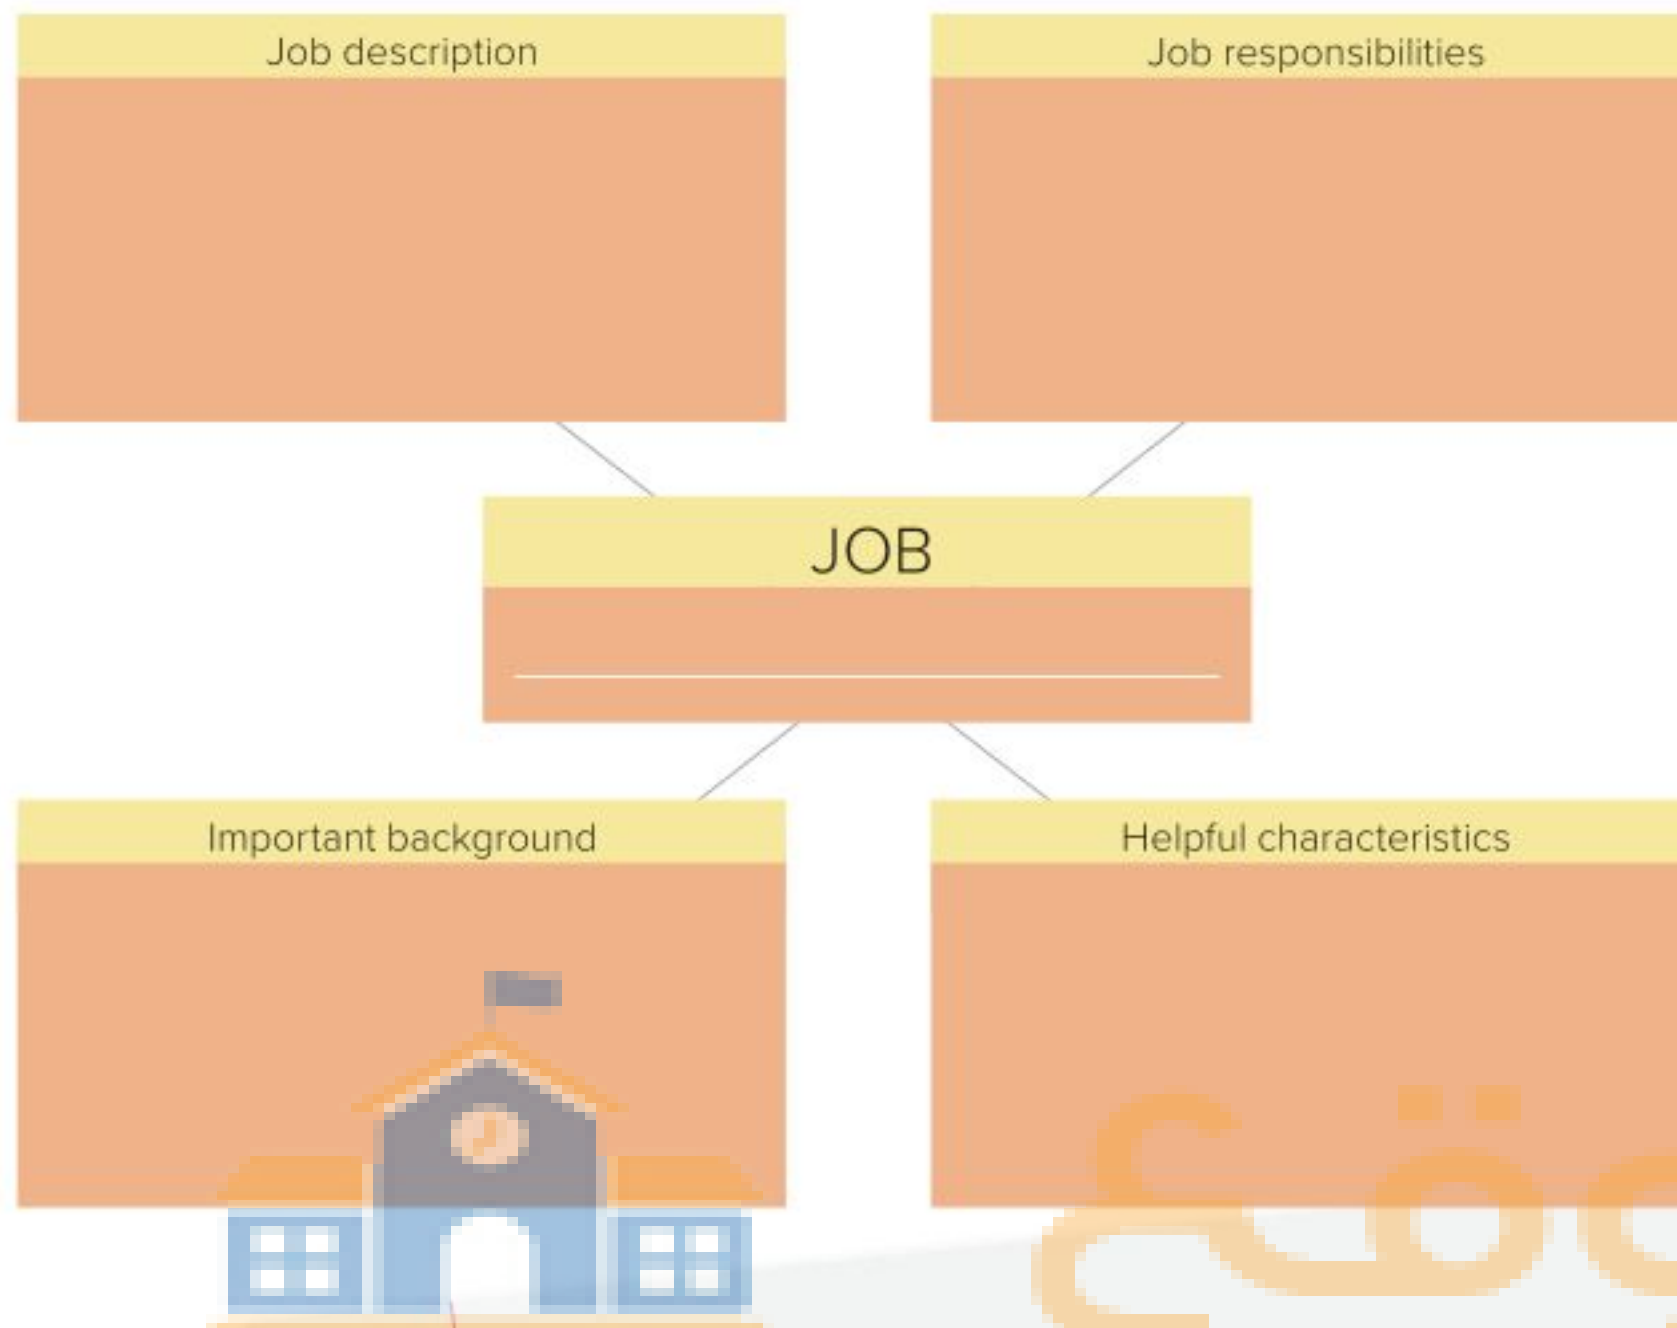 Job description
Job responsibilities
JOB
Important background
Helpful characteristics